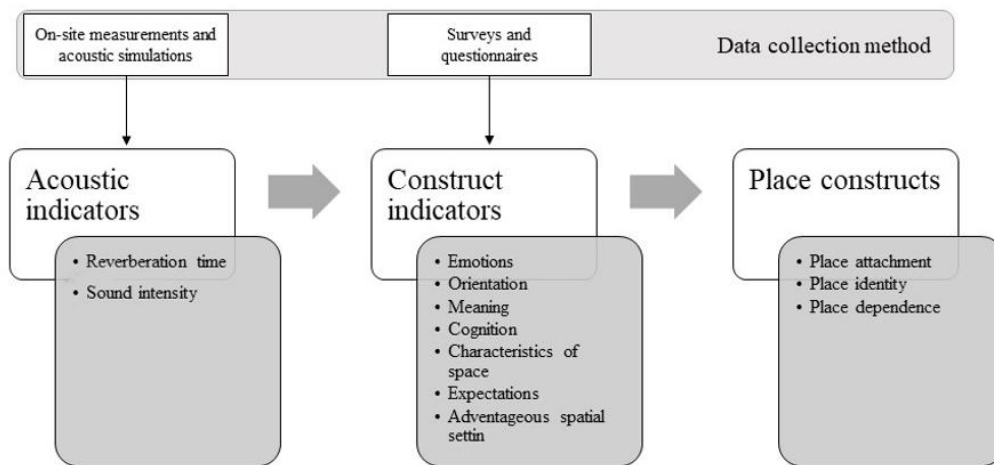 On-site measurements and
acoustic simulations
Surveys and
questionnaires
Data collection method
Acoustic
indicators
• Reverberation time
• Sound intensity
Construct
indicators
• Emotions
• Orientation
• Meaning
• Cognition
• Characteristics of
space
• Expectations
• Adventageous spatial
settin
Place constructs
• Place attachment
• Place identity
• Place dependence